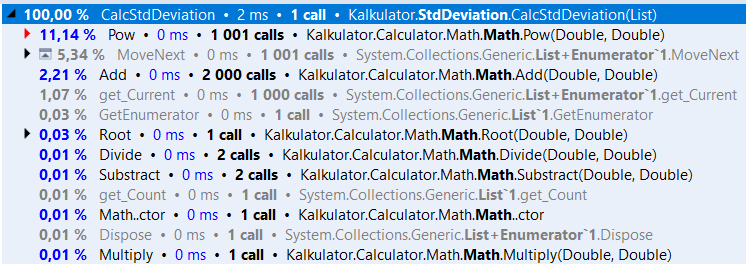 100,00 % CalcStdDeviation • 2 ms • 1 call • Kalkulator.StdDeviation.CalcStdDeviation(List)
11,14 % Pow • 0 ms • 1 001 calls • Kalkulator.Calculator.Math.Math.Pow(Double, Double)
5,34 % MoveNext • 0 ms • 1 001 calls • System.Collections.Generic.List+Enumerator`1.MoveNext
2,21 % Add • 0 ms • 2 000 calls • Kalkulator.Calculator.Math.Math.Add(Double, Double)
1,07 % get_Current • 0 ms • 1 000 calls • System.Collections.Generic.List+Enumerator`1.get_Current
0,03 % GetEnumerator • 0 ms • 1 call • System.Collections.Generic.List`1.GetEnumerator
0,03 % Root • 0 ms • 1 call • Kalkulator.Calculator.Math.Math.Root(Double, Double)
0,01 % Divide • 0 ms • 2 calls • Kalkulator.Calculator.Math.Math.Divide(Double, Double)
0,01 % Substract • 0 ms • 2 calls • Kalkulator.Calculator.Math.Math.Substract(Double, Double)
0,01 % get_Count • 0 ms • 1 call • System.Collections.Generic.List`1.get_Count
0,01 % Math..ctor • 0 ms • 1 call • Kalkulator.Calculator.Math.Math..ctor
0,01 % Dispose • 0 ms • 1 call • System.Collections.Generic.List+Enumerator`1.Dispose
0,01 % Multiply • 0 ms • 1 call • Kalkulator.Calculator.Math.Math.Multiply(Double, Double)